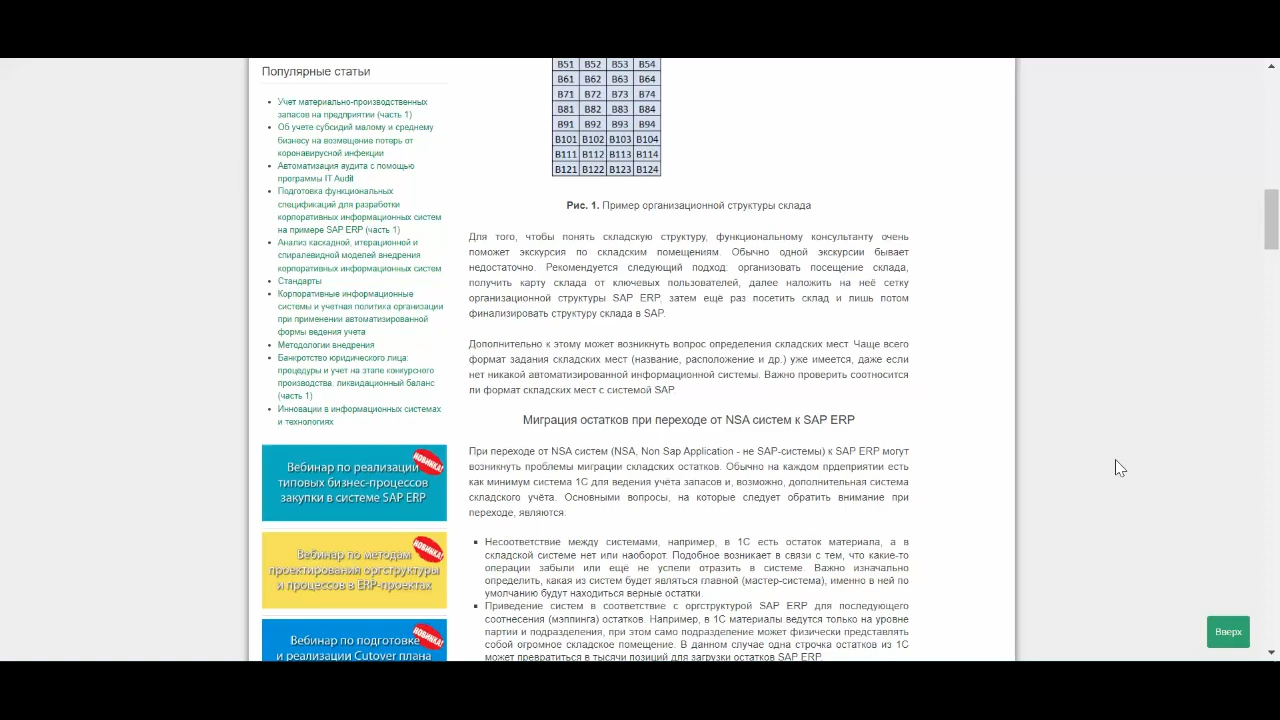 Популярные статьи
Учет материально-производственных
запасов на предприятии (часть 1)
Об учете субсидий малому и среднему
бизнесу на возмещение потерь от
коронавирусной инфекции
Автоматизация аудита с помощью
программы IT Audit
Подготовка функциональных
спецификаций для разработки
корпоративных информационных систем
на примере SAP ERP (часть 1)
Анализ каскадной, итерационной и
спиралевидной моделей внедрения
корпоративных информационных систем
Стандарты
Корпоративные информационные
системы и учетная политика организации
при применении автоматизированной
формы ведения учета
Методологии внедрения
Банкротство юридического лица:
процедуры и учет на этапе конкурсного
производства, ликвидационный баланс
(часть 1)
Инновации в информационных системах
и технологиях
НОВИНКА!
Вебинар по реализации
типовых бизнес-процессов
закупки в системе SAP ERP
НОВИНКА!
Вебинар по методам
проектирования оргструктуры
и процессов в ERP-проектах
НОВИНКА!
Вебинар по подготовке
и реализации Cutover плана
B51 B52 B53 B54
B61 B62 B63 B64
B71 B72 B73 B74
B81 B82 B83 B84
B91 B92 B93 B94
B101 B102 B103 B104
B111 B112 B113 B114
B121 B122 B123 B124
Рис. 1. Пример организационной структуры склада
Для того, чтобы понять складскую структуру, функциональному консультанту очень
поможет экскурсия по складским помещениям. Обычно одной экскурсии бывает
недостаточно. Рекомендуется следующий подход: организовать посещение склада,
получить карту склада от ключевых пользователей, далее наложить на неё сетку
организационной структуры SAP ERP, затем ещё раз посетить склад и лишь потом
финализировать структуру склада в SAP.
Дополнительно к этому может возникнуть вопрос определения складских мест. Чаще всего
формат задания складских мест (название, расположение и др.) уже имеется, даже если
нет никакой автоматизированной информационной системы. Важно проверить соотносится
ли формат складских мест с системой SAP
Миграция остатков при переходе от NSA систем к SAP ERP
При переходе от NSA систем (NSA, Non Sap Application - не SAP-системы) к SAP ERP могут
возникнуть проблемы миграции складских остатков. Обычно на каждом прдеприятии есть
как минимум система 1С для ведения учёта запасов и, возможно, дополнительная система
складского учёта. Основными вопросы, на которые следует обратить внимание при
переходе, являются:
Несоответствие между системами, например, в 1С есть остаток материала, а в
складской системе нет или наоборот. Подобное возникает в связи с тем, что какие-то
операции забыли или ещё не успели отразить в системе. Важно изначально
определить, какая из систем будет являться главной (мастер-система), именно в ней по
умолчанию будут находиться верные остатки.
Приведение систем в соответствие с оргструктурой SAP ERP для последующего
соотнесения (мэппинга) остатков. Например, в 1С материалы ведутся только на уровне
партии и подразделения, при этом само подразделение может физически представлять
собой огромное складское помещение. В данном случае одна строчка остатков из 1С
может превратиться в тысячи позиций для загрузки остатков SAP ERP.
Вверх